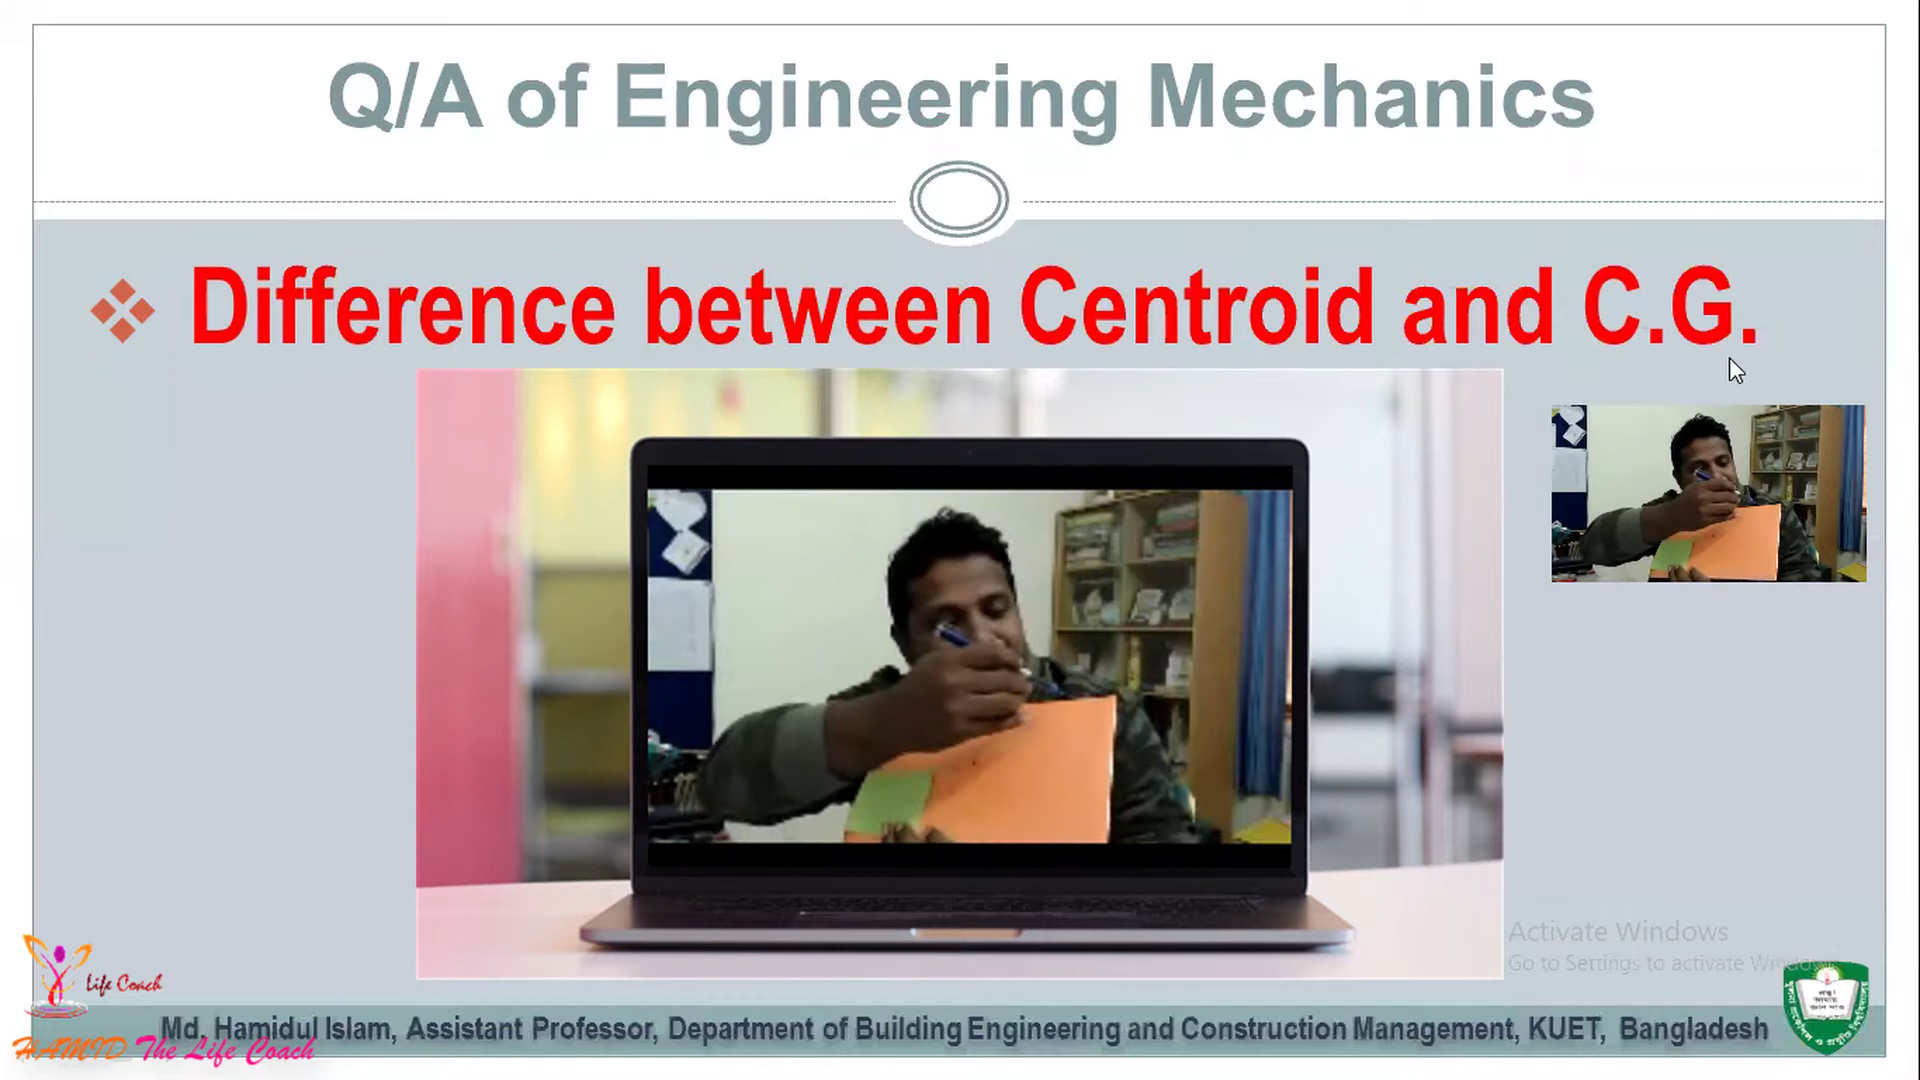 Q/A of Engineering Mechanics
Difference between Centroid and C.G.
Activate Windows
Go to Settings to activate Windows.
Life Coach
Md. Hamidul Islam, Assistant Professor, Department of Building Engineering and Construction Management, KUET, Bangladesh
HAMID The Life Coach